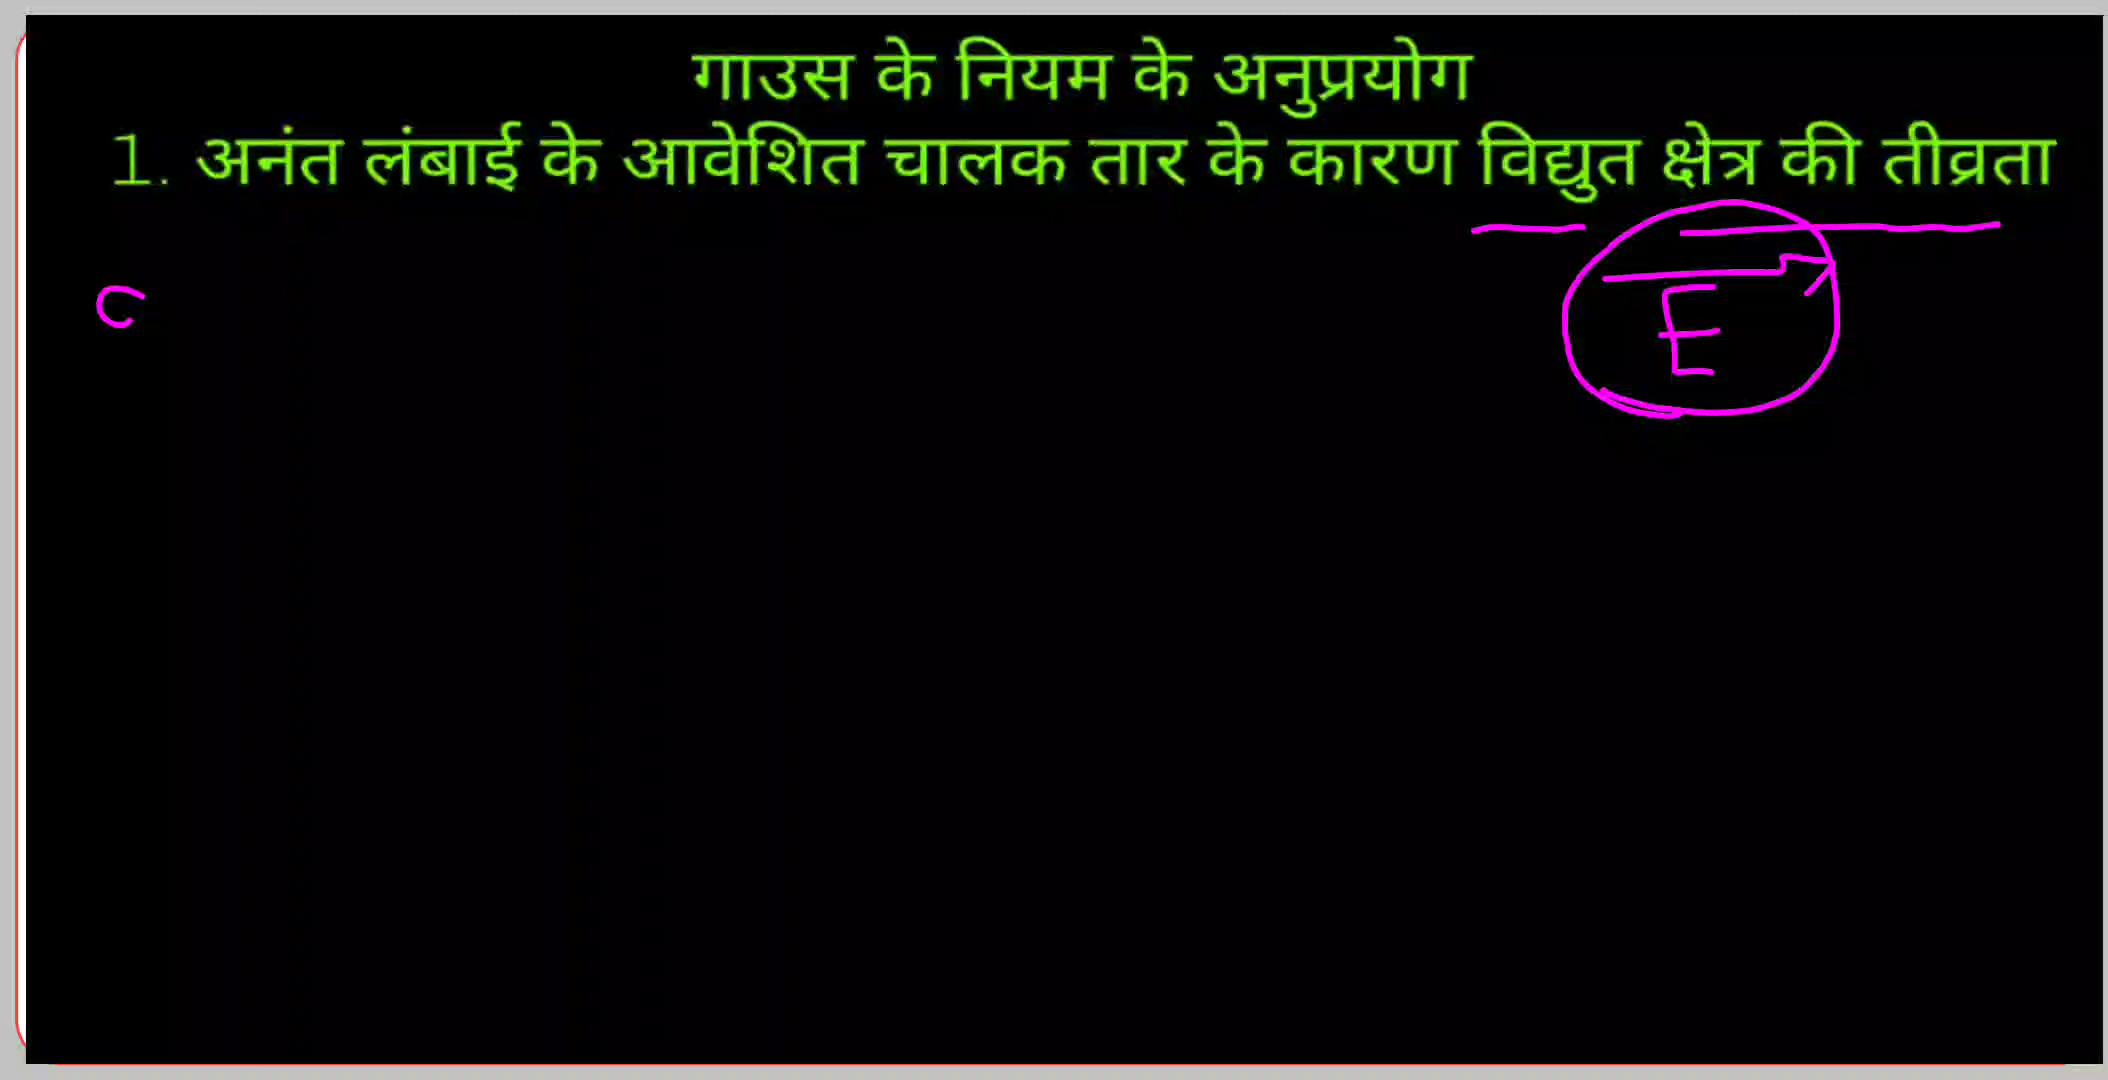 गाउस के नियम के अनुप्रयोग
1. अनंत लंबाई के आवेशित चालक तार के कारण विद्युत क्षेत्र की तीव्रता
E
C